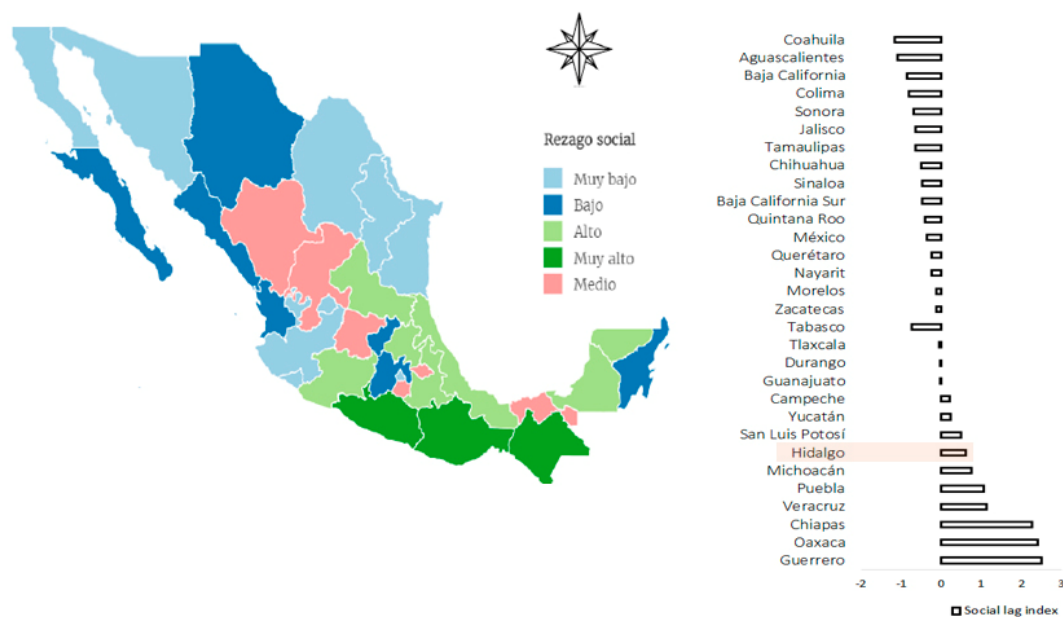 Rezago social
Muy bajo
Bajo
Alto
Muy alto
Medio
Coahuila
Aguascalientes
Baja California
Colima
Sonora
Jalisco
Tamaulipas
Chihuahua
Sinaloa
Baja California Sur
Quintana Roo
México
Querétaro
Nayarit
Morelos
Zacatecas
Tabasco
Tlaxcala
Durango
Guanajuato
Campeche
Yucatán
San Luis Potosí
Hidalgo
Michoacán
Puebla
Veracruz
Chiapas
Oaxaca
Guerrero
-2 -1 0 1 2 3
Social lag index